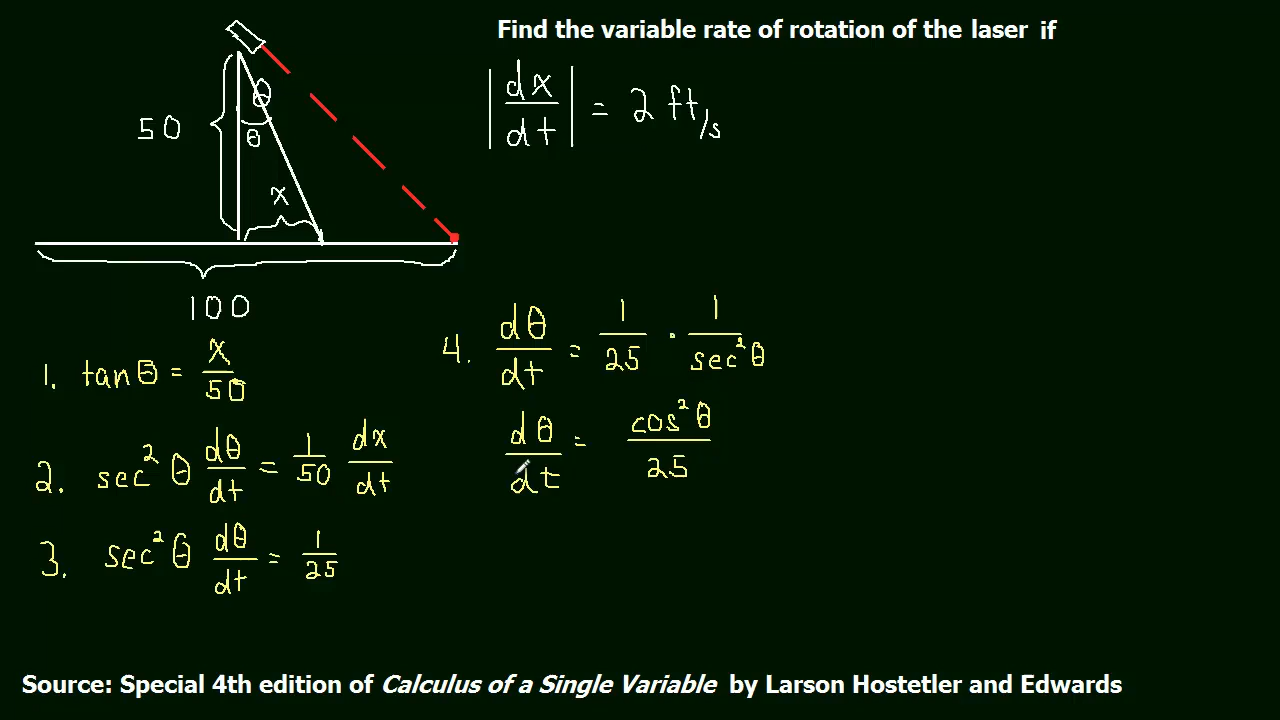 Find the variable rate of rotation of the laser if
|dx/dt| = 2 ft/s
θ
50
θ
x
100
1. tan θ = x/50
2. sec² θ dθ/dt = 1/50 dx/dt
3. sec² θ dθ/dt = 1/25
4. dθ/dt = 1/25 · 1/sec² θ
dθ/dt = cos² θ/25
Source: Special 4th edition of Calculus of a Single Variable by Larson Hostetler and Edwards